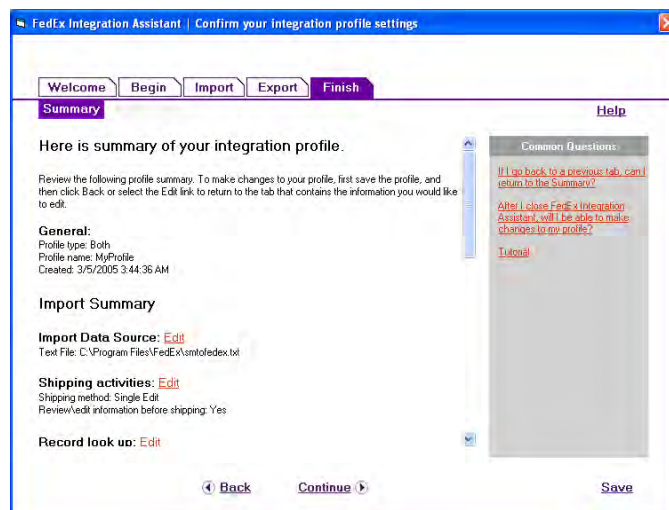 FedEx Integration Assistant | Confirm your integration profile settings
Welcome Begin Import Export Finish
Summary
Help
Here is summary of your integration profile.
Review the following profile summary. To make changes to your profile, first save the profile, and
then click Back or select the Edit link to return to the tab that contains the information you would like
to edit.
General:
Profile type: Both
Profile name: MyProfile
Created: 3/5/2005 3:44:36 AM
Import Summary
Import Data Source: Edit
Text File: C:\Program Files\FedEx\smtofedex.txt
Shipping activities: Edit
Shipping method: Single Edit
Review\edit information before shipping: Yes
Record look up: Edit
Common Questions
If I go back to a previous tab, can I
return to the Summary?
After I close FedEx Integration
Assistant, will I be able to make
changes to my profile?
Tutorial
Back
Continue
Save